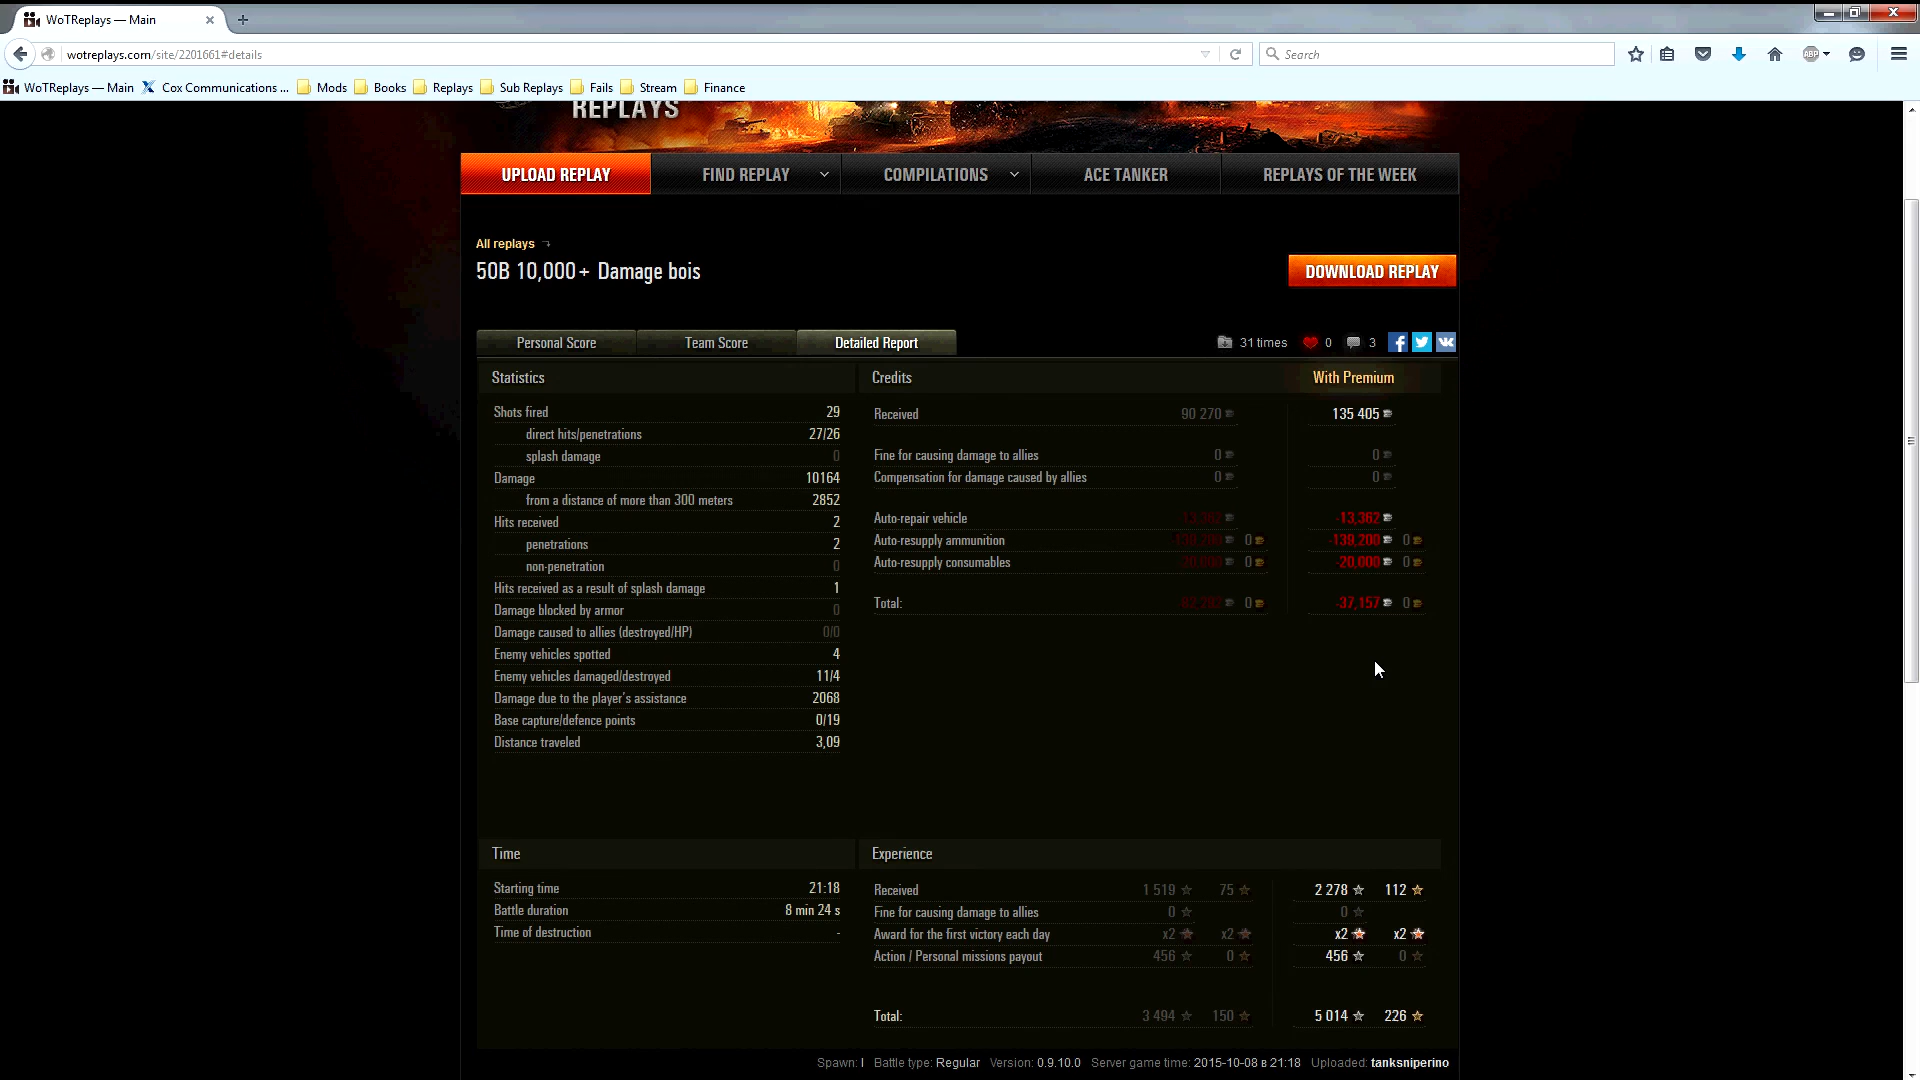 WoTReplays — Main
wotreplays.com/site/2201661#details
Search
ABP
WoTReplays — Main Cox Communications ... Mods Books Replays Sub Replays Fails Stream Finance
REPLAYS
UPLOAD REPLAY FIND REPLAY COMPILATIONS ACE TANKER REPLAYS OF THE WEEK
All replays
50B 10,000+ Damage bois
DOWNLOAD REPLAY
Personal Score Team Score Detailed Report 31 times 0 3
Statistics
Shots fired 29
direct hits/penetrations 27/26
splash damage 0
Damage 10164
from a distance of more than 300 meters 2852
Hits received 2
penetrations 2
non-penetration 0
Hits received as a result of splash damage 1
Damage blocked by armor 0
Damage caused to allies (destroyed/HP) 0/0
Enemy vehicles spotted 4
Enemy vehicles damaged/destroyed 11/4
Damage due to the player's assistance 2068
Base capture/defence points 0/19
Distance traveled 3,09
Credits With Premium
Received 90 270 135 405
Fine for causing damage to allies 0 0
Compensation for damage caused by allies 0 0
Auto-repair vehicle -13,362 -13,362
Auto-resupply ammunition -139,200 0 -139,200 0
Auto-resupply consumables -20,000 0 -20,000 0
Total: -82,292 0 -37,157 0
Time
Starting time 21:18
Battle duration 8 min 24 s
Time of destruction -
Experience
Received 1 519 75 2 278 112
Fine for causing damage to allies 0 0
Award for the first victory each day x2 x2 x2 x2
Action / Personal missions payout 456 0 456 0
Total: 3 494 150 5 014 226
Spawn: I Battle type: Regular Version: 0.9.10.0 Server game time: 2015-10-08 в 21:18 Uploaded: tanksniperino